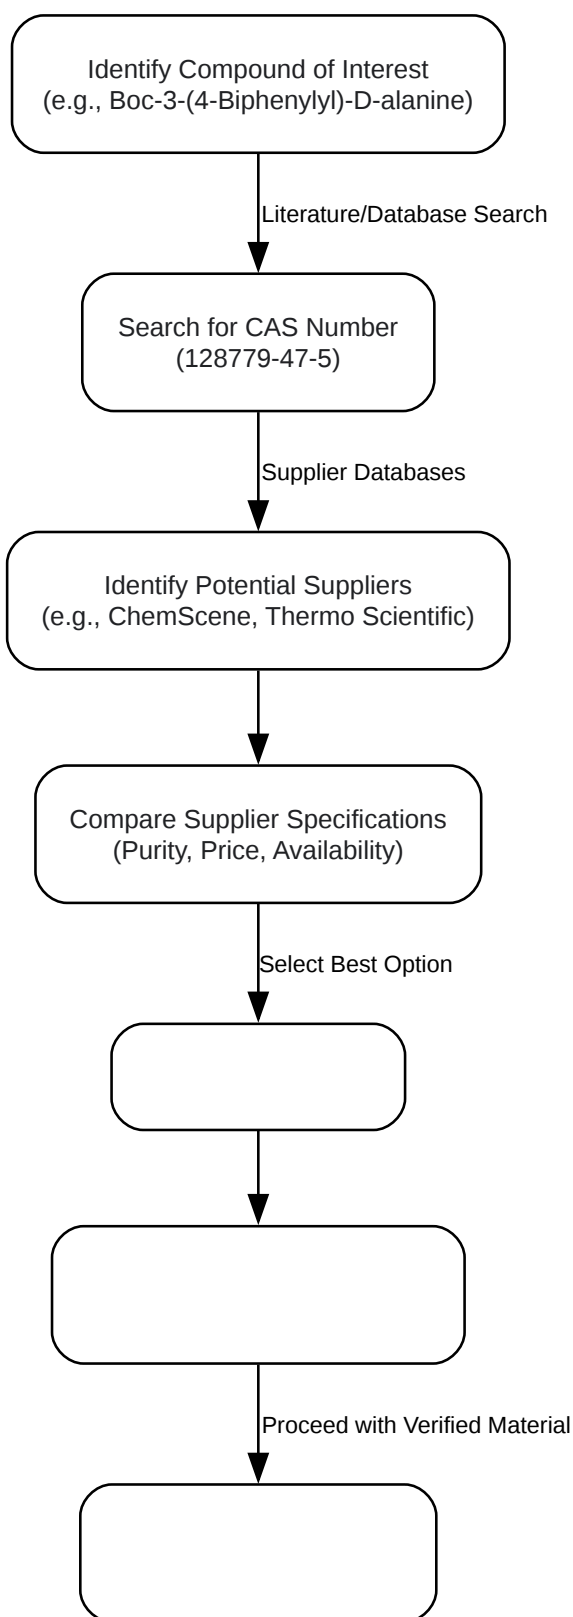 Identify Compound of Interest
(e.g., Boc-3-(4-Biphenylyl)-D-alanine)
Literature/Database Search
Search for CAS Number
(128779-47-5)
Supplier Databases
Identify Potential Suppliers
(e.g., ChemScene, Thermo Scientific)
Compare Supplier Specifications
(Purity, Price, Availability)
Select Best Option
Proceed with Verified Material